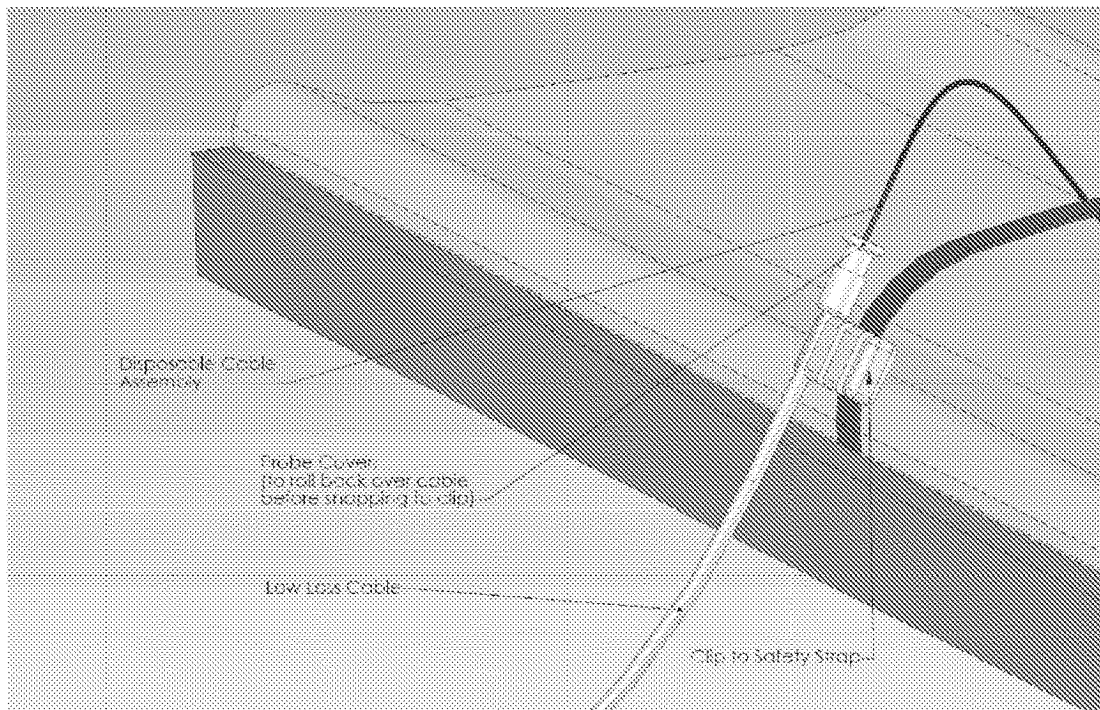 Disposable Cable
Assembly
Probe Cover
(to roll back over cable
before snapping to clip)
Low Loss Cable
Clip to Safety Strap